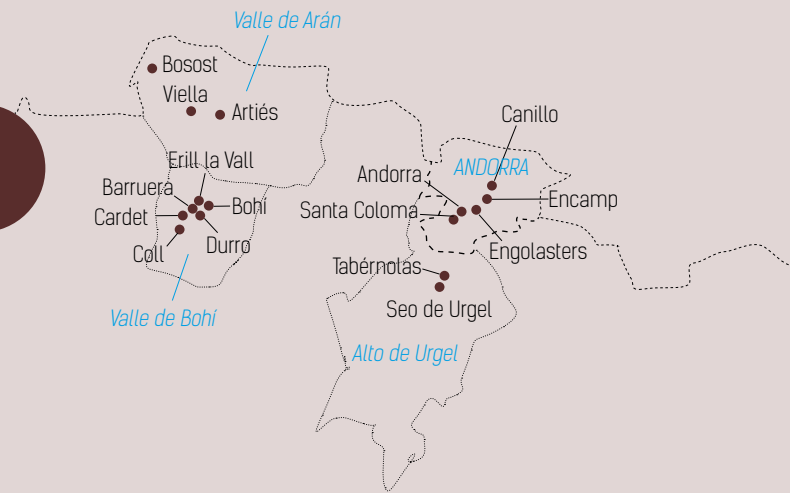 Valle de Arán
Bosost
Viella
Artiés
Canillo
Erill la Vall
ANDORRA
Andorra
Barruera
Encamp
Bohí
Santa Coloma
Cardet
Durro
Engolasters
Coll
Tabérnolas
Seo de Urgel
Valle de Bohí
Alto de Urgel